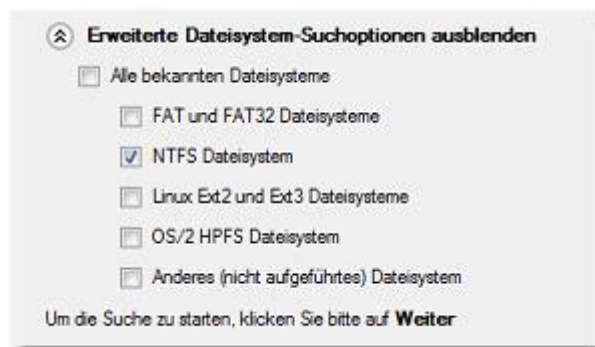 Erweiterte Dateisystem-Suchoptionen ausblenden
Alle bekannten Dateisysteme
FAT und FAT32 Dateisysteme
NTFS Dateisystem
Linux Ext2 und Ext3 Dateisysteme
OS/2 HPFS Dateisystem
Anderes (nicht aufgeführtes) Dateisystem
Um die Suche zu starten, klicken Sie bitte auf Weiter